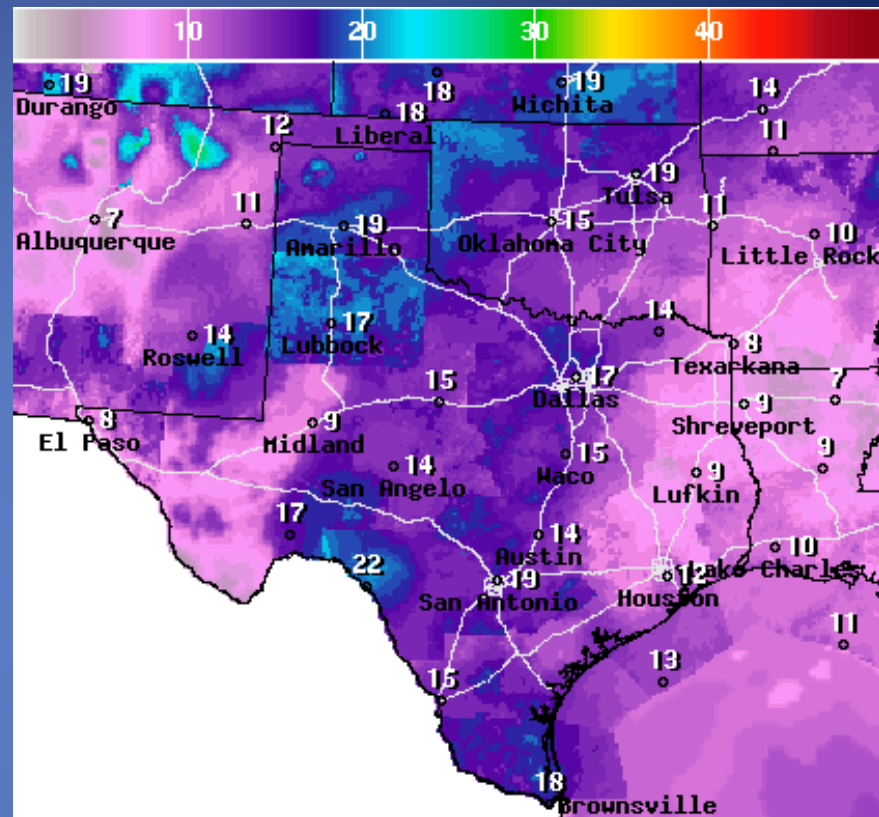 10 20 30 40
19 18 19
Durango Wichita
18 14
Liberal
12 11
19
Tulsa
7 11 19 15 11 10
Albuquerque Amarillo Oklahoma City Little Rock
14 17 14
Roswell Lubbock
8
Texarkana
17
Dallas
15 9 7
Shreveport
8 9
El Paso Midland
14 15 9 9
San Angelo Waco Lufkin
17 14 10
Austin Lake Charles
22 19 12
San Antonio Houston
11
13
15
18
Brownsville